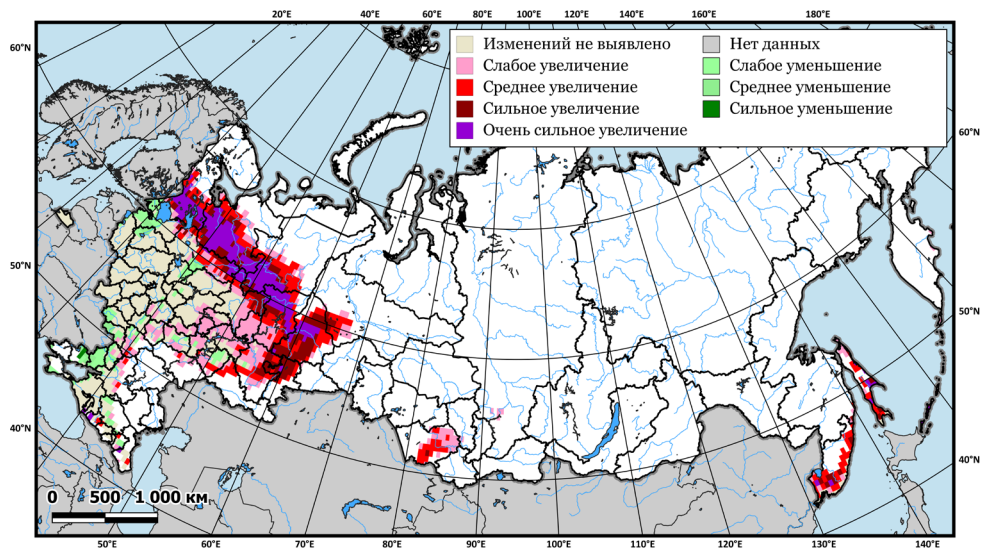 20°E 40°E 60°E 80°E 100°E 120°E 140°E 160°E 180°E
60°N
50°N
40°N
Изменений не выявлено
Слабое увеличение
Среднее увеличение
Сильное увеличение
Очень сильное увеличение
Нет данных
Слабое уменьшение
Среднее уменьшение
Сильное уменьшение
60°N
50°N
40°N
0 500 1 000 км
50°E 60°E 70°E 80°E 90°E 100°E 110°E 120°E 130°E 140°E